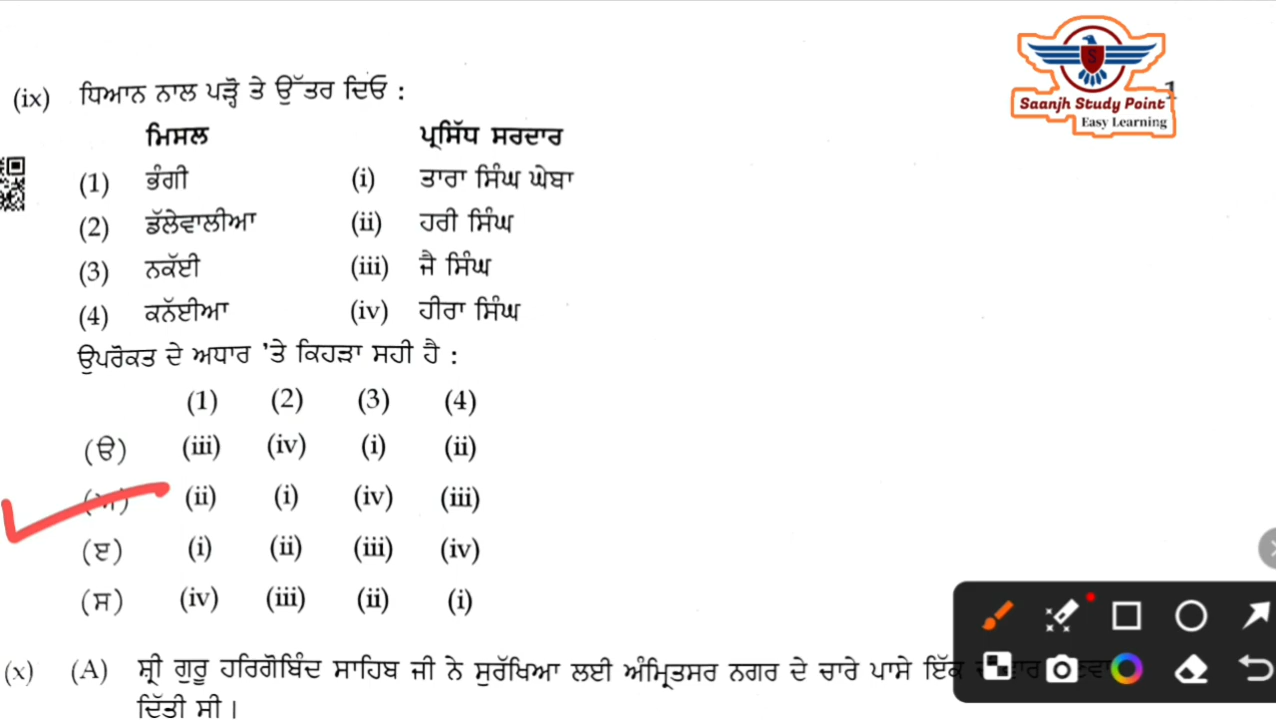 Saanjh Study Point
Easy Learning
(ix) ਧਿਆਨ ਨਾਲ ਪੜ੍ਹੋ ਤੇ ਉੱਤਰ ਦਿਓ : 1
ਮਿਸਲ ਪ੍ਰਸਿੱਧ ਸਰਦਾਰ
(1) ਭੰਗੀ (i) ਤਾਰਾ ਸਿੰਘ ਘੇਬਾ
(2) ਡੱਲੇਵਾਲੀਆ (ii) ਹਰੀ ਸਿੰਘ
(3) ਨਕੱਈ (iii) ਜੈ ਸਿੰਘ
(4) ਕਨੱਈਆ (iv) ਹੀਰਾ ਸਿੰਘ
ਉਪਰੋਕਤ ਦੇ ਅਧਾਰ 'ਤੇ ਕਿਹੜਾ ਸਹੀ ਹੈ :
(1) (2) (3) (4)
(ੳ) (iii) (iv) (i) (ii)
(ਅ) (ii) (i) (iv) (iii)
(ੲ) (i) (ii) (iii) (iv)
(ਸ) (iv) (iii) (ii) (i)
(x) (A) ਸ਼੍ਰੀ ਗੁਰੂ ਹਰਿਗੋਬਿੰਦ ਸਾਹਿਬ ਜੀ ਨੇ ਸੁਰੱਖਿਆ ਲਈ ਅੰਮ੍ਰਿਤਸਰ ਨਗਰ ਦੇ ਚਾਰੇ ਪਾਸੇ ਇੱਕ
ਦਿੱਤੀ ਸੀ।